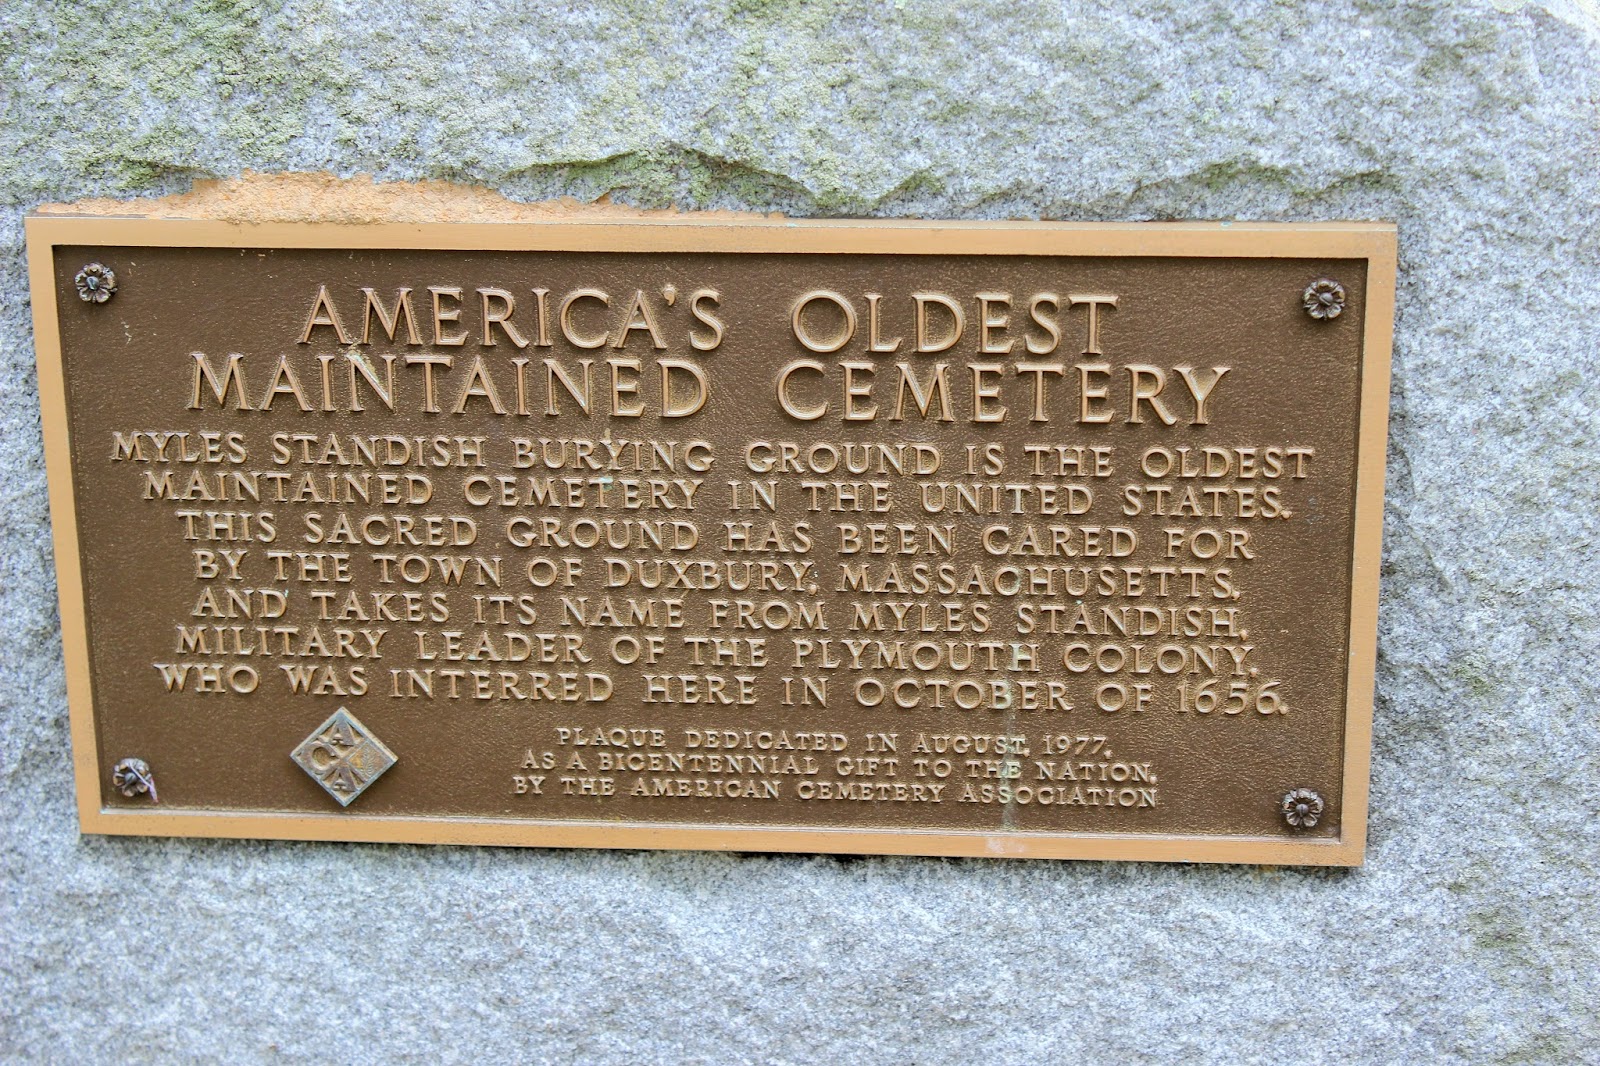 AMERICA'S OLDEST
MAINTAINED CEMETERY
MYLES STANDISH BURYING GROUND IS THE OLDEST
MAINTAINED CEMETERY IN THE UNITED STATES.
THIS SACRED GROUND HAS BEEN CARED FOR
BY THE TOWN OF DUXBURY, MASSACHUSETTS,
AND TAKES ITS NAME FROM MYLES STANDISH,
MILITARY LEADER OF THE PLYMOUTH COLONY,
WHO WAS INTERRED HERE IN OCTOBER OF 1656.
PLAQUE DEDICATED IN AUGUST, 1977,
AS A BICENTENNIAL GIFT TO THE NATION,
BY THE AMERICAN CEMETERY ASSOCIATION
A
C A
A